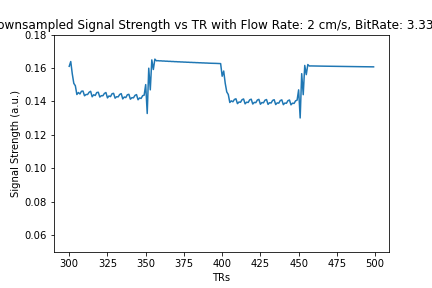 ownsampled Signal Strength vs TR with Flow Rate: 2 cm/s, BitRate: 3.33
0.18
0.16
0.14
0.12
0.10
0.08
0.06
Signal Strength (a.u.)
300 325 350 375 400 425 450 475 500
TRs